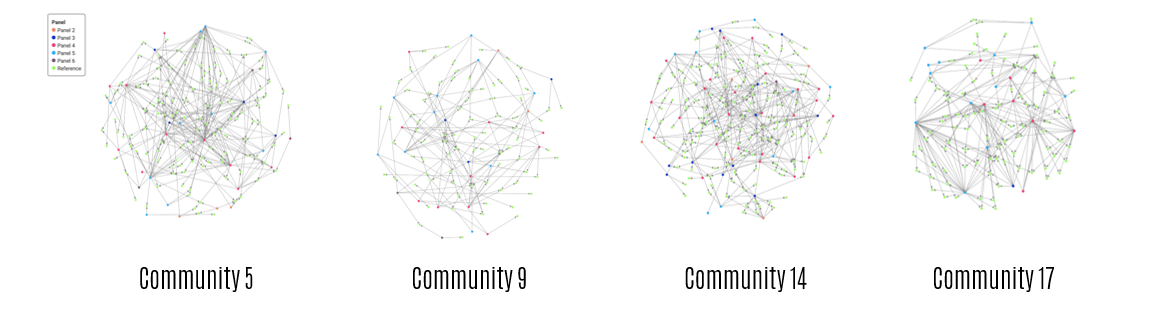 Panel
Panel 2
Panel 3
Panel 4
Panel 5
Panel 6
Reference
Community 5
Community 9
Community 14
Community 17